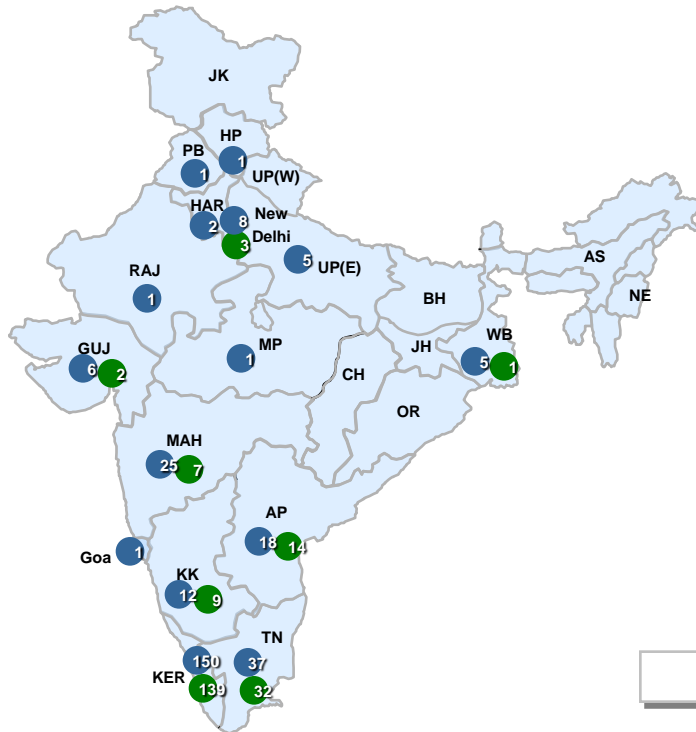 JK
HP
1
PB
1
UP(W)
HAR
2
New
Delhi
8
3
5
UP(E)
RAJ
1
BH
AS
NE
GUJ
6
2
MP
1
JH
WB
5
1
CH
OR
MAH
25
7
AP
18
14
Goa
1
KK
12
9
TN
37
32
KER
150
139